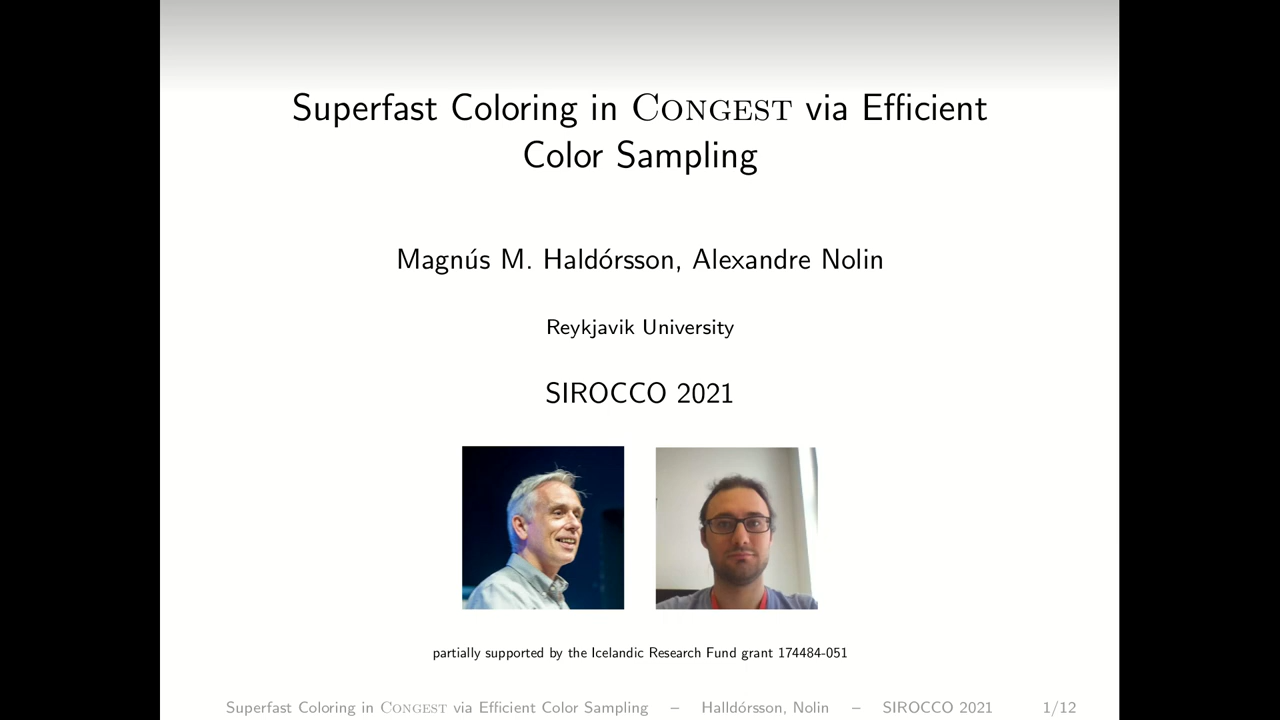 Superfast Coloring in CONGEST via Efficient
Color Sampling
Magnús M. Haldórsson, Alexandre Nolin
Reykjavik University
SIROCCO 2021
partially supported by the Icelandic Research Fund grant 174484-051
Superfast Coloring in CONGEST via Efficient Color Sampling – Halldórsson, Nolin – SIROCCO 2021 1/12